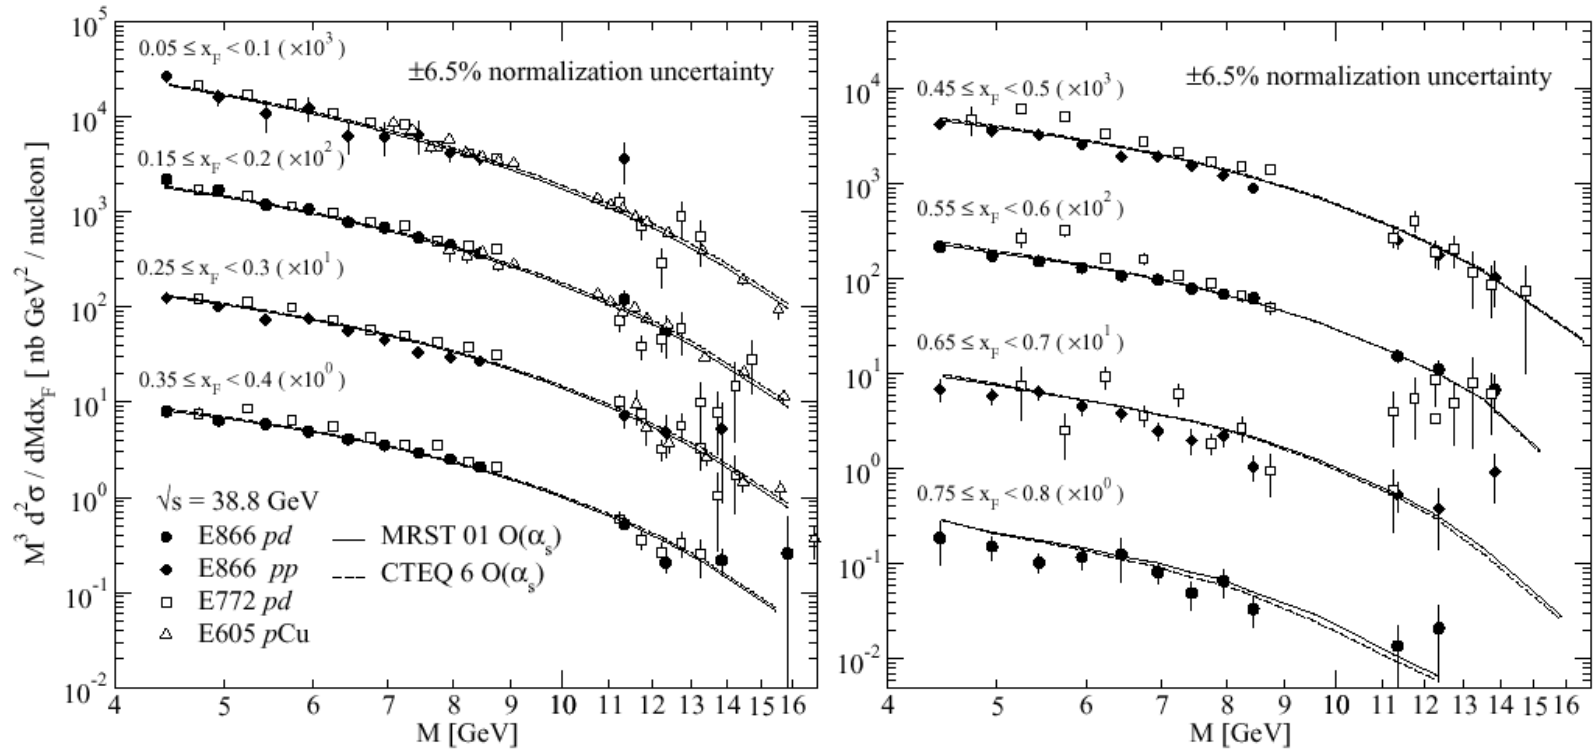 M³ d²σ / dMdx_F [ nb GeV² / nucleon ]
10⁵
10⁴
10³
10²
10¹
10⁰
10⁻¹
10⁻²
0.05 ≤ x_F < 0.1 ( ×10³ )
±6.5% normalization uncertainty
0.15 ≤ x_F < 0.2 ( ×10² )
0.25 ≤ x_F < 0.3 ( ×10¹ )
0.35 ≤ x_F < 0.4 ( ×10⁰ )
√s = 38.8 GeV
E866 pd
E866 pp
E772 pd
E605 pCu
MRST 01 O(α_s)
CTEQ 6 O(α_s)
4 5 6 7 8 9 10 11 12 13 14 15 16
M [GeV]
10⁴
10³
10²
10¹
10⁰
10⁻¹
10⁻²
±6.5% normalization uncertainty
0.45 ≤ x_F < 0.5 ( ×10³ )
0.55 ≤ x_F < 0.6 ( ×10² )
0.65 ≤ x_F < 0.7 ( ×10¹ )
0.75 ≤ x_F < 0.8 ( ×10⁰ )
4 5 6 7 8 9 10 11 12 13 14 15 16
M [GeV]